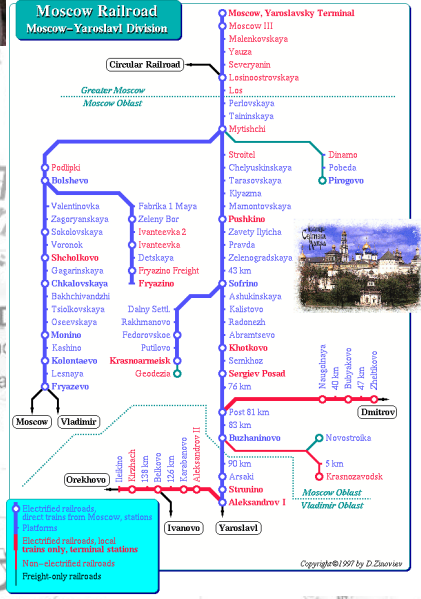 Moscow Railroad
Moscow-Yaroslavl Division
Moscow, Yaroslavsky Terminal
Moscow III
Malenkovskaya
Yauza
Severyanin
Circular Railroad
Losinoostrovskaya
Los
Greater Moscow
Moscow Oblast
Perlovskaya
Taininskaya
Mytishchi
Stroitel
Chelyuskinskaya
Tarasovskaya
Klyazma
Mamontovskaya
Pushkino
Zavety Ilyicha
Pravda
Zelenogradskaya
43 km
Sofrino
Ashukinskaya
Kalistovo
Radonezh
Abramtsevo
Khotkovo
Semkhoz
Sergiev Posad
76 km
Post 81 km
83 km
Buzhaninovo
90 km
Arsaki
Strunino
Aleksandrov 1
Dinamo
Pobeda
Pirogovo
Podlipki
Bolshevo
Valentinovka
Zagoryanskaya
Sokolovskaya
Voronok
Shcholkovo
Gagarinskaya
Chkalovskaya
Bakhchivandzhi
Tsiolkovskaya
Oseevskaya
Monino
Kashino
Kolontaevo
Lesnaya
Fryazevo
Moscow
Vladimir
Fabrika 1 Maya
Zeleny Bor
Ivanteevka 2
Ivanteevka
Detskaya
Fryazino Freight
Fryazino
Dalny Settl.
Rakhmanovo
Fedorovskoe
Putilovo
Krasnoarmeisk
Geodezia
Naugolnaya
40 km
Bubyakovo
47 km
Zheltikovo
Dmitrov
Novostroika
5 km
Krasnozavodsk
Moscow Oblast
Vladimir Oblast
Orekhovo
Ileikino
Kirzhach
138 km
Belkovo
126 km
Karabanovo
Aleksandrov II
Ivanovo
Yaroslavl
Electrified railroads,
direct trains from Moscow, stations
Platforms
Electrified railroads, local
trains only, terminal stations
Non-electrified railroads
Freight-only railroads
Copyright©1997 by D.Zinoviev